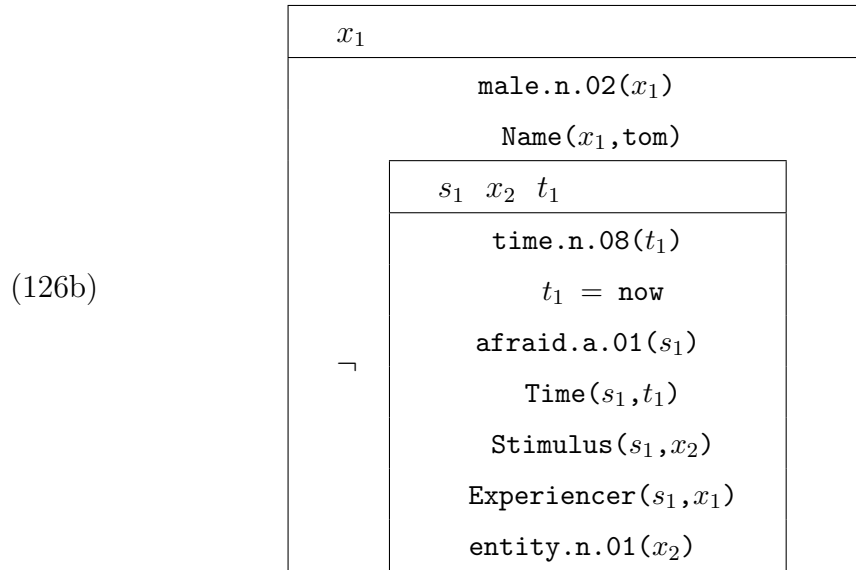 x₁
male.n.02(x₁)
Name(x₁,tom)
s₁ x₂ t₁
time.n.08(t₁)
(126b)
t₁ = now
afraid.a.01(s₁)
¬
Time(s₁,t₁)
Stimulus(s₁,x₂)
Experiencer(s₁,x₁)
entity.n.01(x₂)